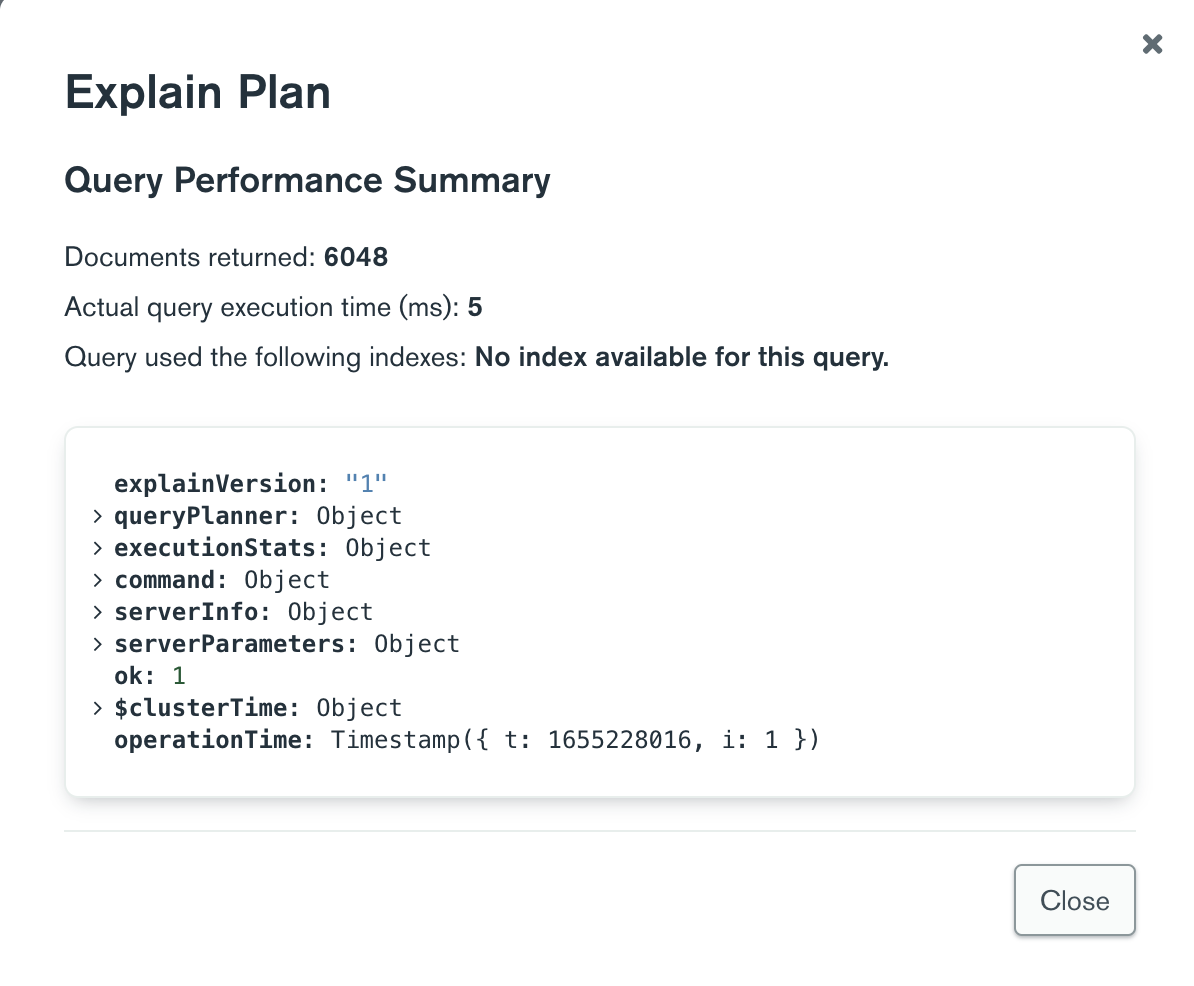 Explain Plan
Query Performance Summary
Documents returned: 6048
Actual query execution time (ms): 5
Query used the following indexes: No index available for this query.
explainVersion: "1"
> queryPlanner: Object
> executionStats: Object
> command: Object
> serverInfo: Object
> serverParameters: Object
ok: 1
> $clusterTime: Object
operationTime: Timestamp({ t: 1655228016, i: 1 })
Close